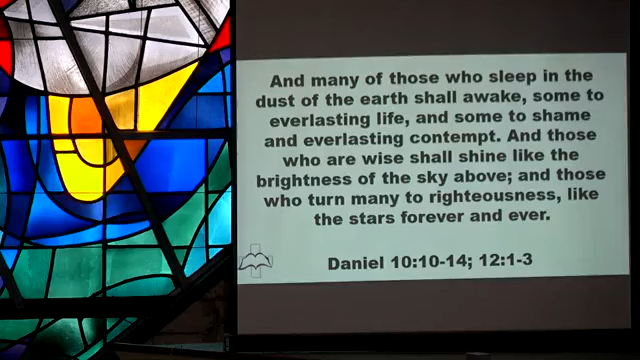 And many of those who sleep in the
dust of the earth shall awake, some to
everlasting life, and some to shame
and everlasting contempt. And those
who are wise shall shine like the
brightness of the sky above; and those
who turn many to righteousness, like
the stars forever and ever.
Daniel 10:10-14; 12:1-3